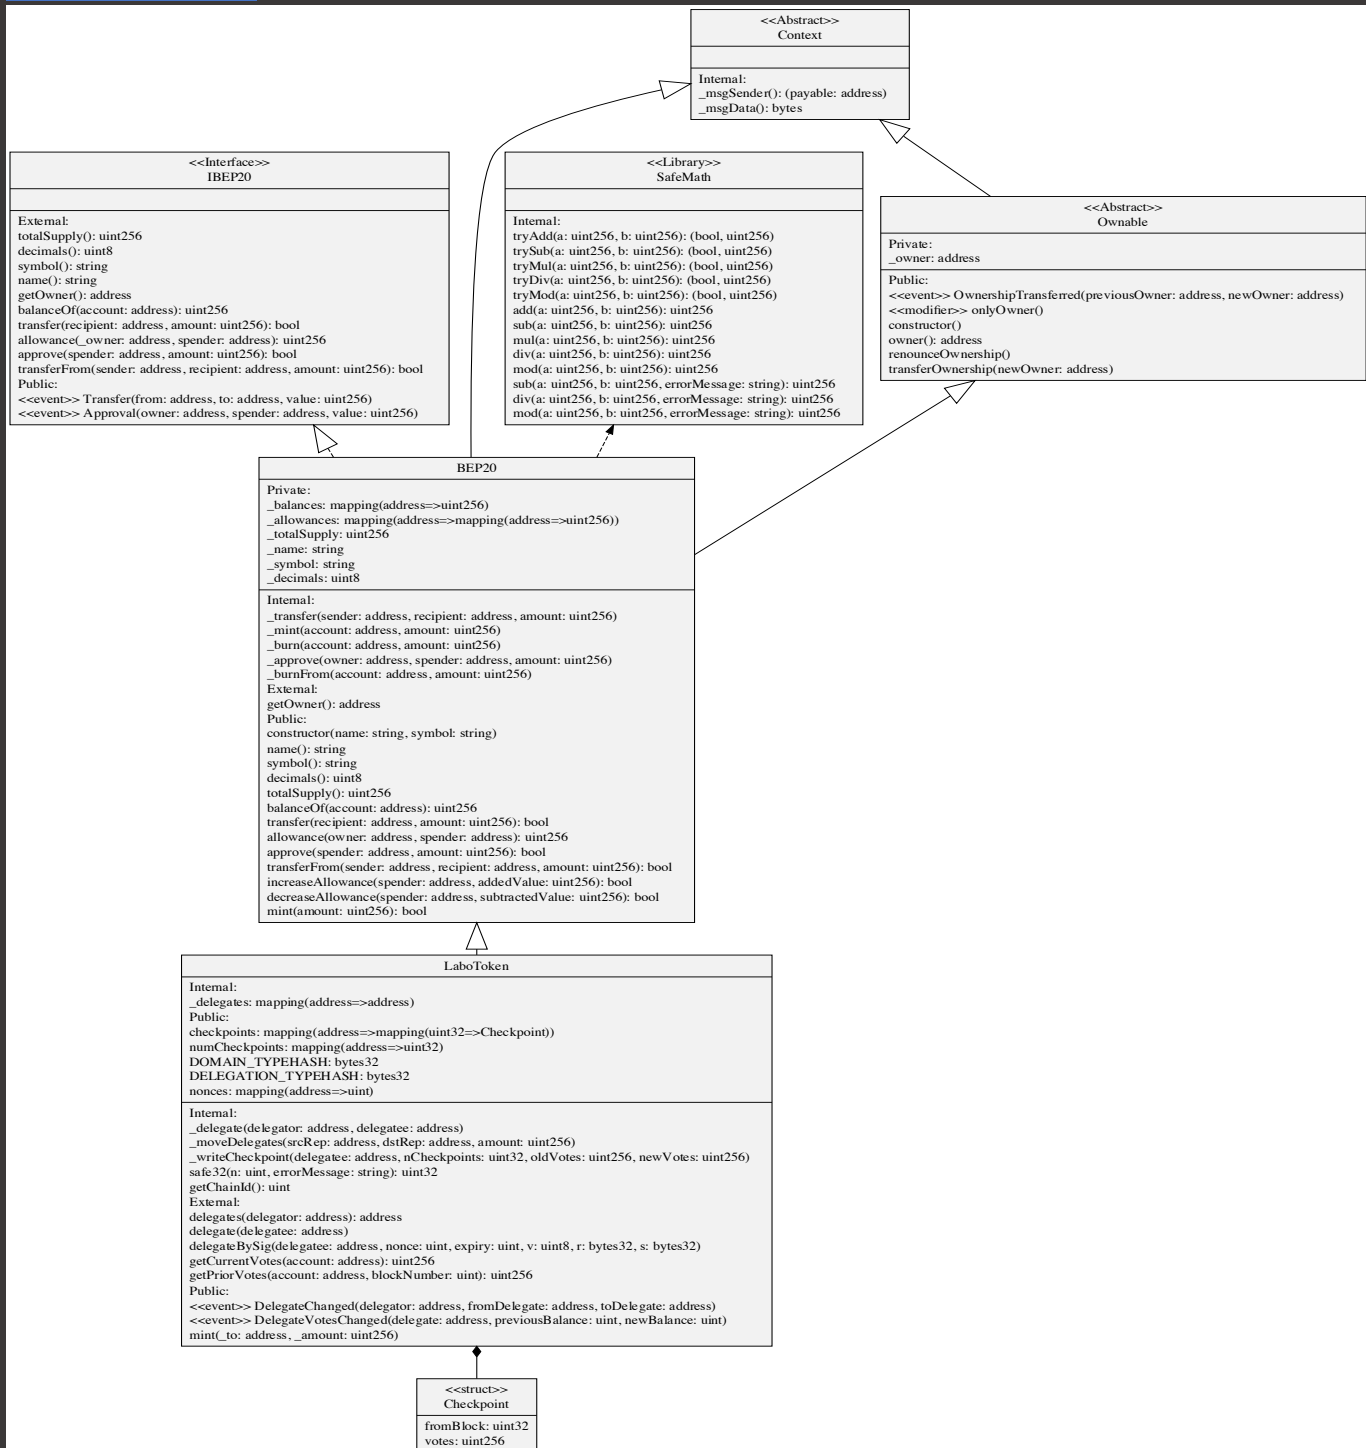 <<Abstract>>
Context
Internal:
_msgSender(): (payable: address)
_msgData(): bytes
<<Interface>>
IBEP20
External:
totalSupply(): uint256
decimals(): uint8
symbol(): string
name(): string
getOwner(): address
balanceOf(account: address): uint256
transfer(recipient: address, amount: uint256): bool
allowance(_owner: address, spender: address): uint256
approve(spender: address, amount: uint256): bool
transferFrom(sender: address, recipient: address, amount: uint256): bool
Public:
<<event>> Transfer(from: address, to: address, value: uint256)
<<event>> Approval(owner: address, spender: address, value: uint256)
<<Library>>
SafeMath
Internal:
tryAdd(a: uint256, b: uint256): (bool, uint256)
trySub(a: uint256, b: uint256): (bool, uint256)
tryMul(a: uint256, b: uint256): (bool, uint256)
tryDiv(a: uint256, b: uint256): (bool, uint256)
tryMod(a: uint256, b: uint256): (bool, uint256)
add(a: uint256, b: uint256): uint256
sub(a: uint256, b: uint256): uint256
mul(a: uint256, b: uint256): uint256
div(a: uint256, b: uint256): uint256
mod(a: uint256, b: uint256): uint256
sub(a: uint256, b: uint256, errorMessage: string): uint256
div(a: uint256, b: uint256, errorMessage: string): uint256
mod(a: uint256, b: uint256, errorMessage: string): uint256
<<Abstract>>
Ownable
Private:
_owner: address
Public:
<<event>> OwnershipTransferred(previousOwner: address, newOwner: address)
<<modifier>> onlyOwner()
constructor()
owner(): address
renounceOwnership()
transferOwnership(newOwner: address)
BEP20
Private:
_balances: mapping(address=>uint256)
_allowances: mapping(address=>mapping(address=>uint256))
_totalSupply: uint256
_name: string
_symbol: string
_decimals: uint8
Internal:
_transfer(sender: address, recipient: address, amount: uint256)
_mint(account: address, amount: uint256)
_burn(account: address, amount: uint256)
_approve(owner: address, spender: address, amount: uint256)
_burnFrom(account: address, amount: uint256)
External:
getOwner(): address
Public:
constructor(name: string, symbol: string)
name(): string
symbol(): string
decimals(): uint8
totalSupply(): uint256
balanceOf(account: address): uint256
transfer(recipient: address, amount: uint256): bool
allowance(owner: address, spender: address): uint256
approve(spender: address, amount: uint256): bool
transferFrom(sender: address, recipient: address, amount: uint256): bool
increaseAllowance(spender: address, addedValue: uint256): bool
decreaseAllowance(spender: address, subtractedValue: uint256): bool
mint(amount: uint256): bool
LaboToken
Internal:
_delegates: mapping(address=>address)
Public:
checkpoints: mapping(address=>mapping(uint32=>Checkpoint))
numCheckpoints: mapping(address=>uint32)
DOMAIN_TYPEHASH: bytes32
DELEGATION_TYPEHASH: bytes32
nonces: mapping(address=>uint)
Internal:
_delegate(delegator: address, delegatee: address)
_moveDelegates(srcRep: address, dstRep: address, amount: uint256)
_writeCheckpoint(delegatee: address, nCheckpoints: uint32, oldVotes: uint256, newVotes: uint256)
safe32(n: uint, errorMessage: string): uint32
getChainId(): uint
External:
delegates(delegator: address): address
delegate(delegatee: address)
delegateBySig(delegatee: address, nonce: uint, expiry: uint, v: uint8, r: bytes32, s: bytes32)
getCurrentVotes(account: address): uint256
getPriorVotes(account: address, blockNumber: uint): uint256
Public:
<<event>> DelegateChanged(delegator: address, fromDelegate: address, toDelegate: address)
<<event>> DelegateVotesChanged(delegate: address, previousBalance: uint, newBalance: uint)
mint(_to: address, _amount: uint256)
<<struct>>
Checkpoint
fromBlock: uint32
votes: uint256